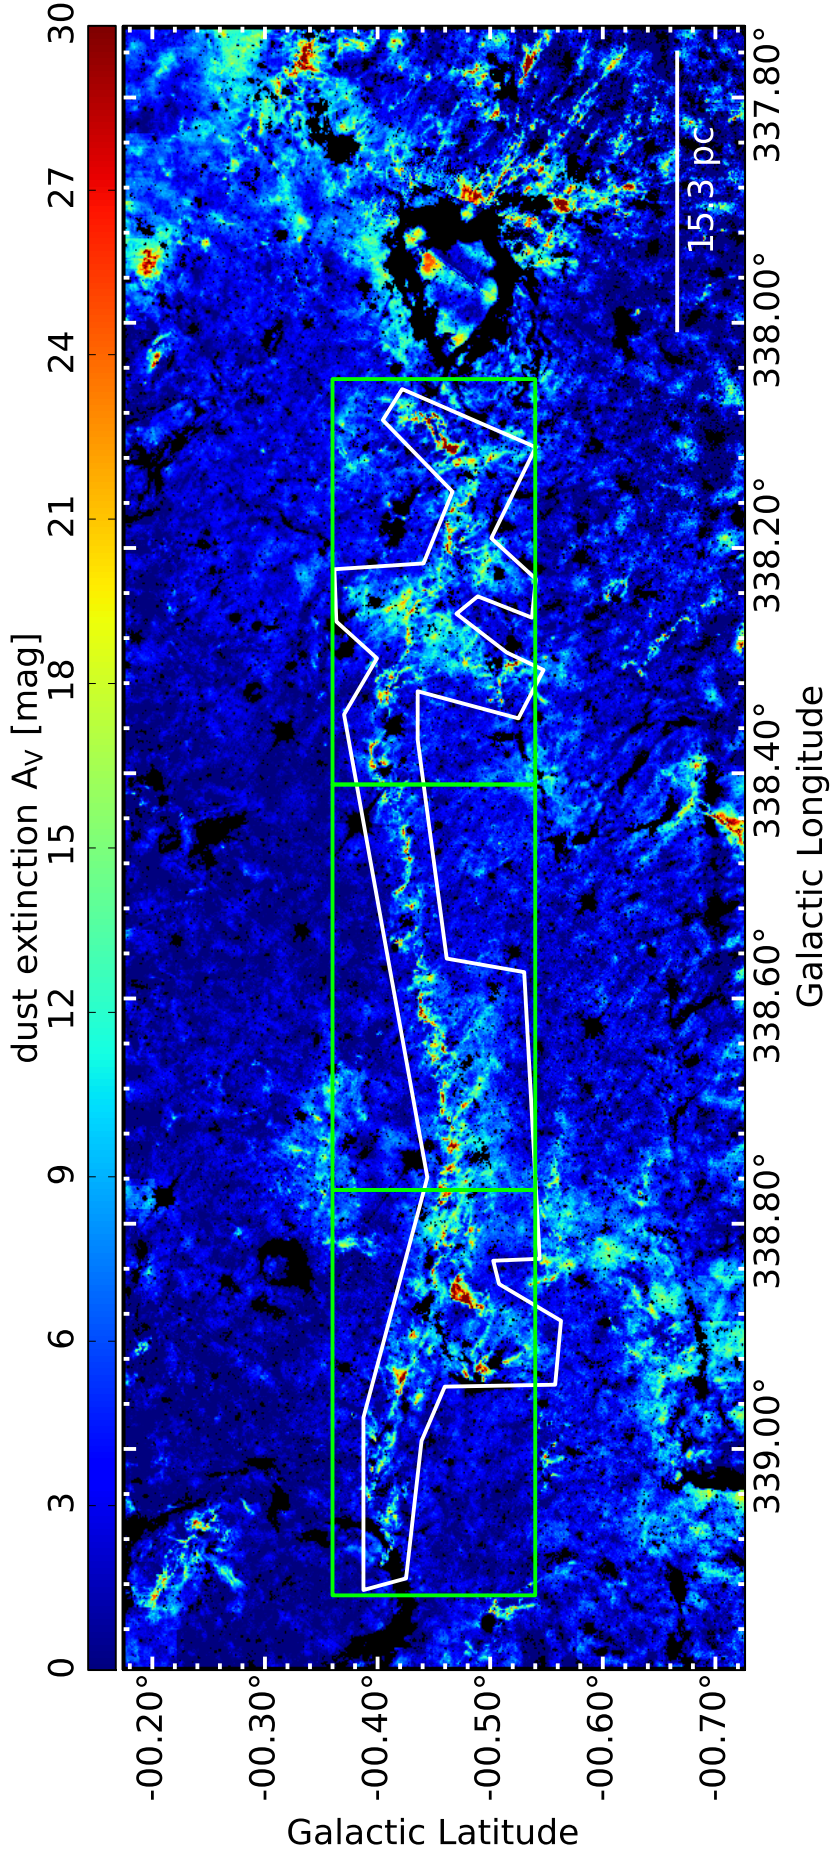 dust extinction Aᵥ [mag]
0 3 6 9 12 15 18 21 24 27 30
15.3 pc
-00.20°
-00.30°
-00.40°
-00.50°
-00.60°
-00.70°
Galactic Latitude
339.00° 338.80° 338.60° 338.40° 338.20° 338.00° 337.80°
Galactic Longitude